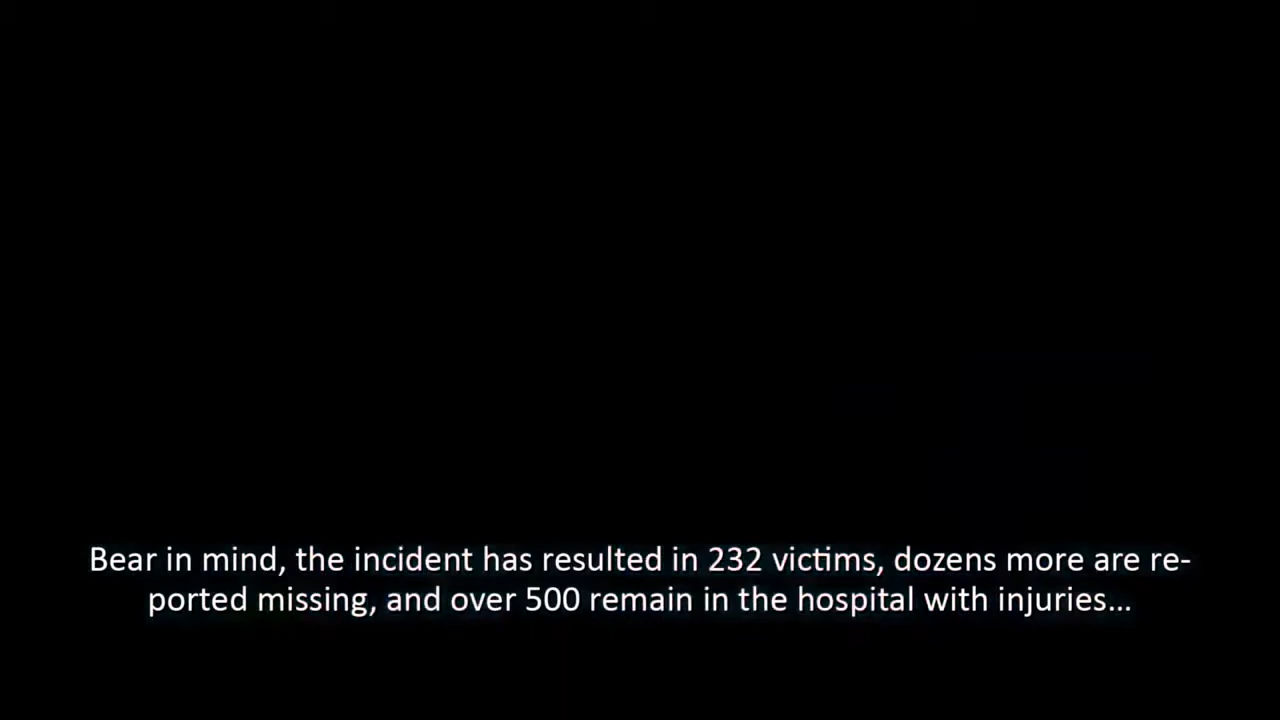 Bear in mind, the incident has resulted in 232 victims, dozens more are re-
ported missing, and over 500 remain in the hospital with injuries...